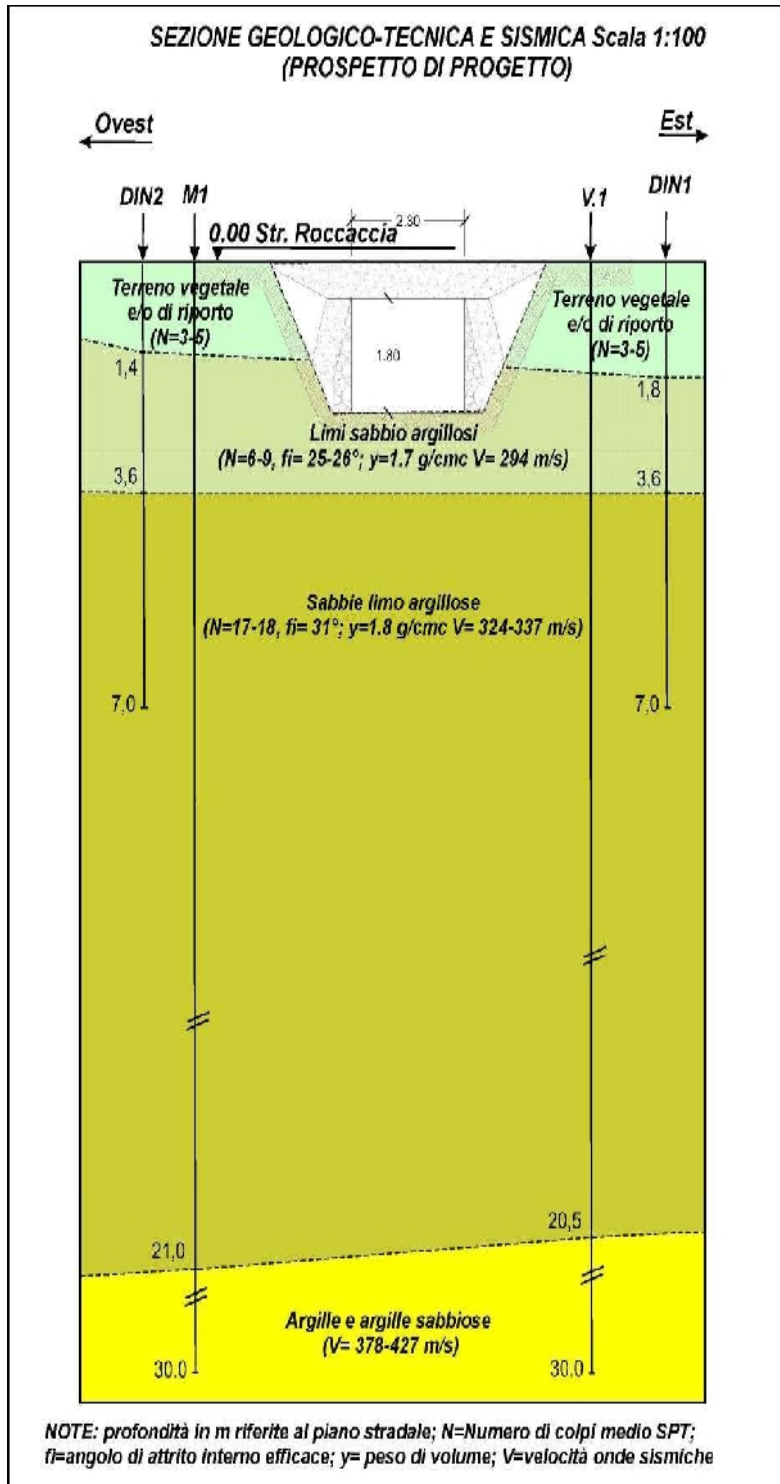 SEZIONE GEOLOGICO-TECNICA E SISMICA Scala 1:100
(PROSPETTO DI PROGETTO)
Ovest
Est
DIN2
M1
V.1
DIN1
2.30
0.00 Str. Roccaccia
Terreno vegetale
e/o di riporto
(N=3-5)
Terreno vegetale
e/o di riporto
(N=3-5)
1.80
1,4
1,8
Limi sabbio argillosi
(N=6-9, fi= 25-26°; y=1.7 g/cmc V= 294 m/s)
3,6
3,6
Sabbie limo argillose
(N=17-18, fi= 31°; y=1.8 g/cmc V= 324-337 m/s)
7,0
7,0
20,5
21,0
Argille e argille sabbiose
(V= 378-427 m/s)
30.0
30,0
NOTE: profondità in m riferite al piano stradale; N=Numero di colpi medio SPT;
fi=angolo di attrito interno efficace; y= peso di volume; V=velocità onde sismiche